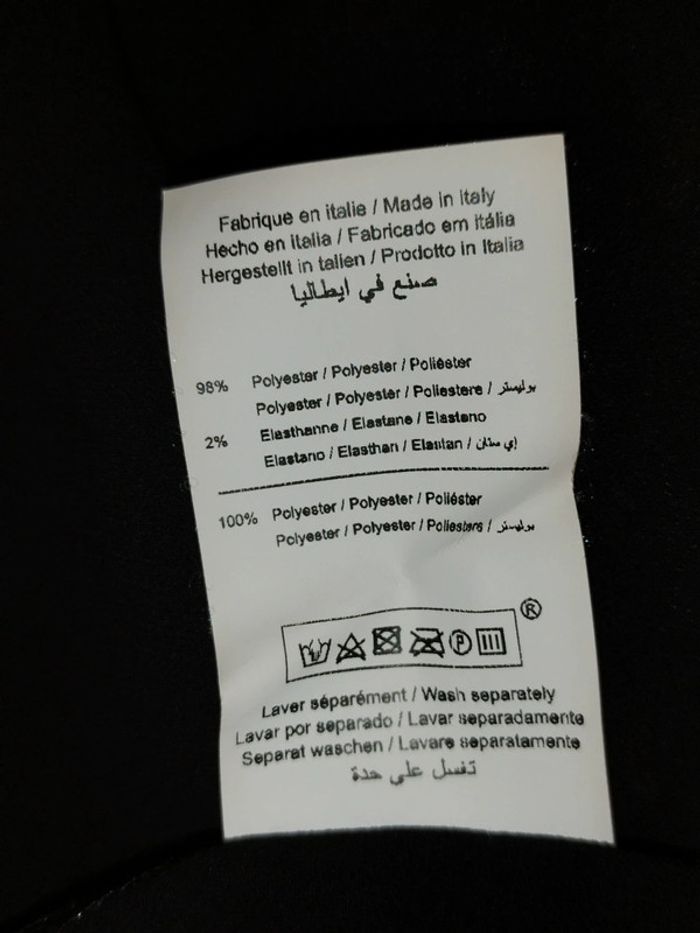 Fabrique en italie / Made in Italy
Hecho en italia / Fabricado em Itália
Hergestellt in talien / Prodotto in Italia
صنع في ايطاليا
98% Polyester / Polyester / Poliéster
Polyester / Polyester / Poliestere / بوليستر
2% Elasthanne / Elastane / Elastano
Elastano / Elasthan / Elastan / إي ستان
100% Polyester / Polyester / Poliéster
Polyester / Polyester / Poliesters / بوليستر
®
P
Laver séparément / Wash separately
Lavar por separado / Lavar separadamente
Separat waschen / Lavare separatamente
تغسل على حدة